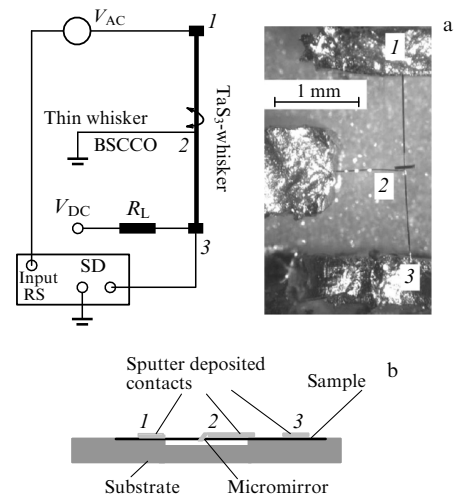 a
V_AC
1
TaS₃-whisker
Thin whisker
BSCCO
2
V_DC
R_L
3
Input
RS
SD
1
1 mm
2
3
b
Sputter deposited
contacts
Sample
1
2
3
Substrate
Micromirror